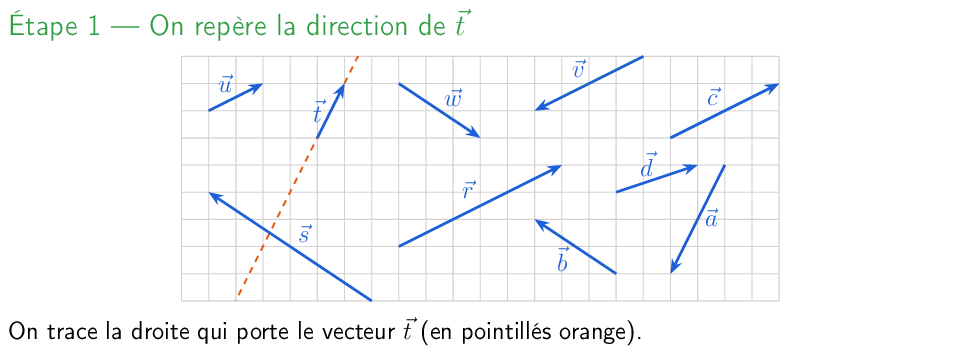 Étape 1 — On repère la direction de t⃗
u⃗
t⃗
w⃗
v⃗
c⃗
s⃗
r⃗
d⃗
a⃗
b⃗
On trace la droite qui porte le vecteur t⃗ (en pointillés orange).